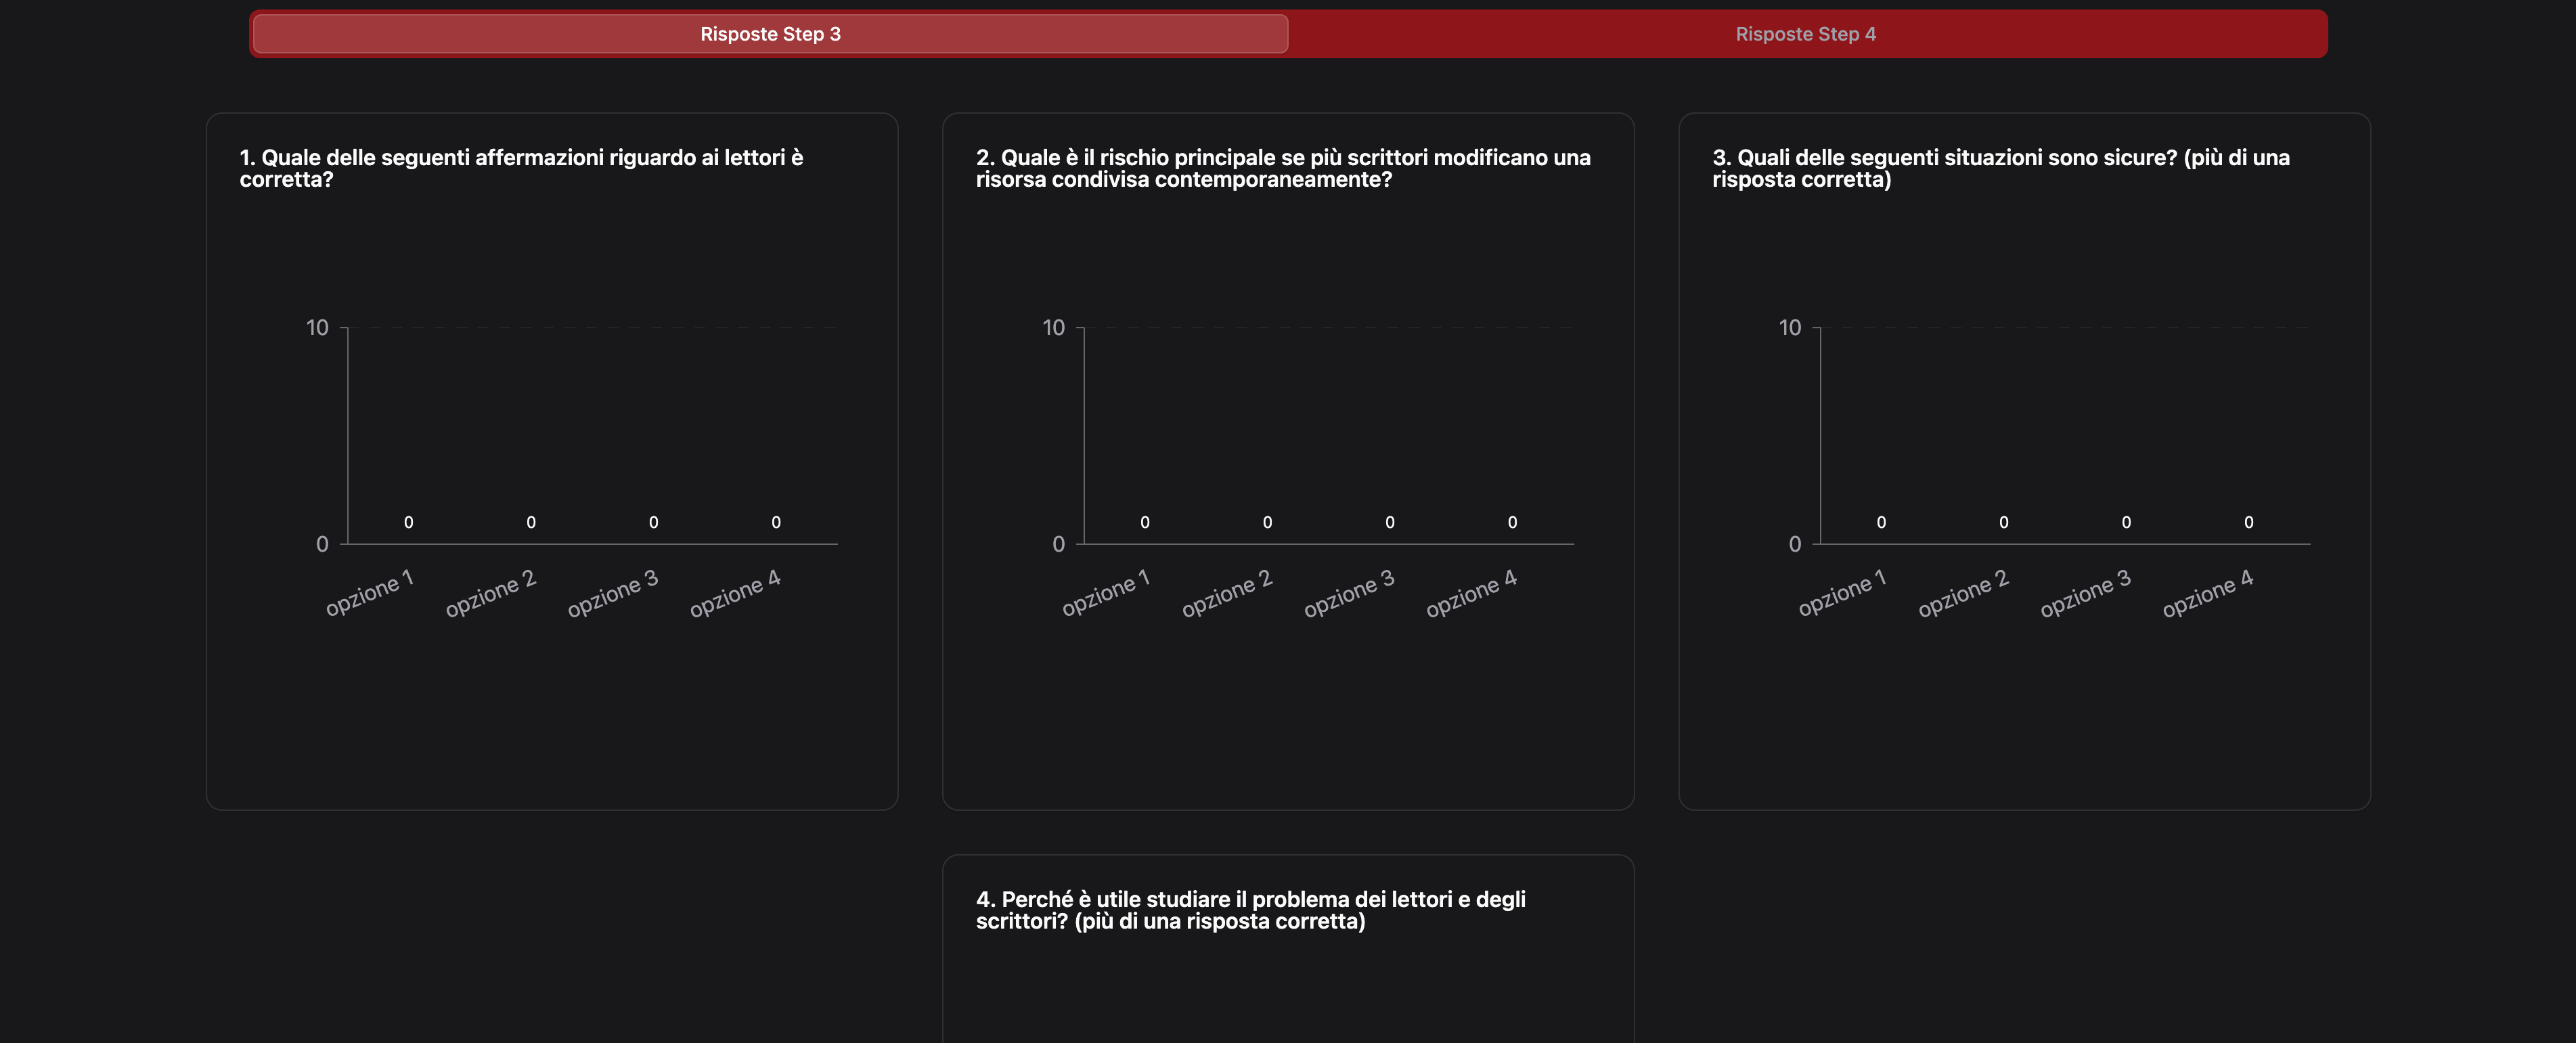 Risposte Step 3
Risposte Step 4
1. Quale delle seguenti affermazioni riguardo ai lettori è
corretta?
10
0
0
0
0
0
opzione 1
opzione 2
opzione 3
opzione 4
2. Quale è il rischio principale se più scrittori modificano una
risorsa condivisa contemporaneamente?
10
0
0
0
0
0
opzione 1
opzione 2
opzione 3
opzione 4
3. Quali delle seguenti situazioni sono sicure? (più di una
risposta corretta)
10
0
0
0
0
0
opzione 1
opzione 2
opzione 3
opzione 4
4. Perché è utile studiare il problema dei lettori e degli
scrittori? (più di una risposta corretta)